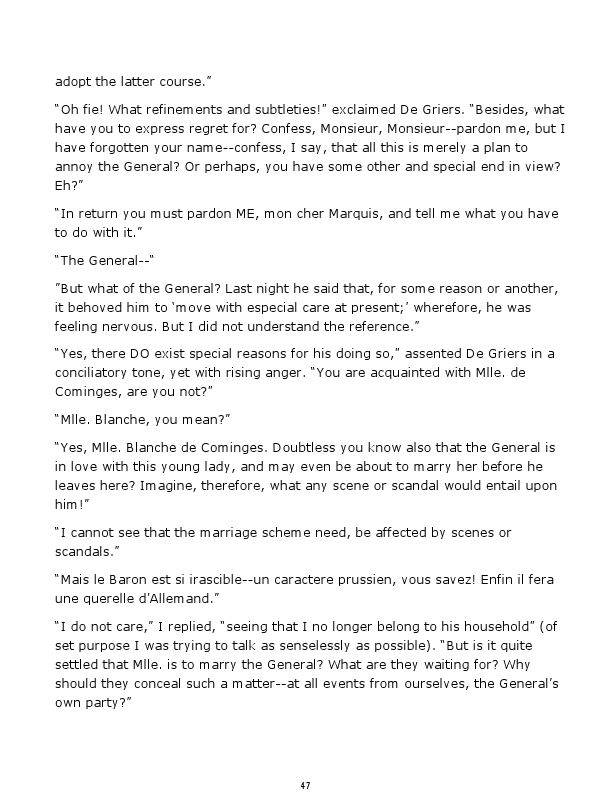 adopt the latter course.”
“Oh fie! What refinements and subtleties!” exclaimed De Griers. “Besides, what
have you to express regret for? Confess, Monsieur, Monsieur--pardon me, but I
have forgotten your name--confess, I say, that all this is merely a plan to
annoy the General? Or perhaps, you have some other and special end in view?
Eh?”
“In return you must pardon ME, mon cher Marquis, and tell me what you have
to do with it.”
“The General--“
”But what of the General? Last night he said that, for some reason or another,
it behoved him to ‘move with especial care at present;’ wherefore, he was
feeling nervous. But I did not understand the reference.”
“Yes, there DO exist special reasons for his doing so,” assented De Griers in a
conciliatory tone, yet with rising anger. “You are acquainted with Mlle. de
Cominges, are you not?”
“Mlle. Blanche, you mean?”
“Yes, Mlle. Blanche de Cominges. Doubtless you know also that the General is
in love with this young lady, and may even be about to marry her before he
leaves here? Imagine, therefore, what any scene or scandal would entail upon
him!”
“I cannot see that the marriage scheme need, be affected by scenes or
scandals.”
“Mais le Baron est si irascible--un caractere prussien, vous savez! Enfin il fera
une querelle d’Allemand.”
“I do not care,” I replied, “seeing that I no longer belong to his household” (of
set purpose I was trying to talk as senselessly as possible). “But is it quite
settled that Mlle. is to marry the General? What are they waiting for? Why
should they conceal such a matter--at all events from ourselves, the General’s
own party?”
47